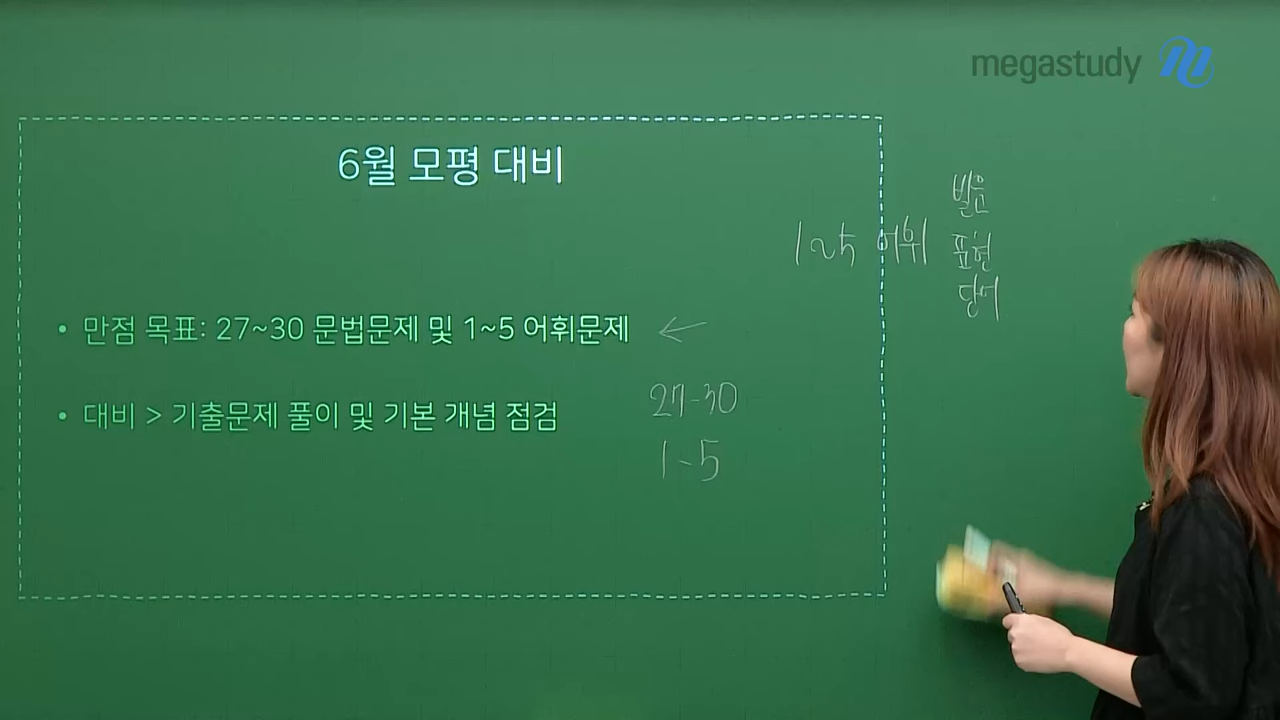 megastudy
6월 모평 대비
• 만점 목표: 27~30 문법문제 및 1~5 어휘문제
• 대비 > 기출문제 풀이 및 기본 개념 점검
27-30
1-5
1~5 어휘
발음
표현
단어